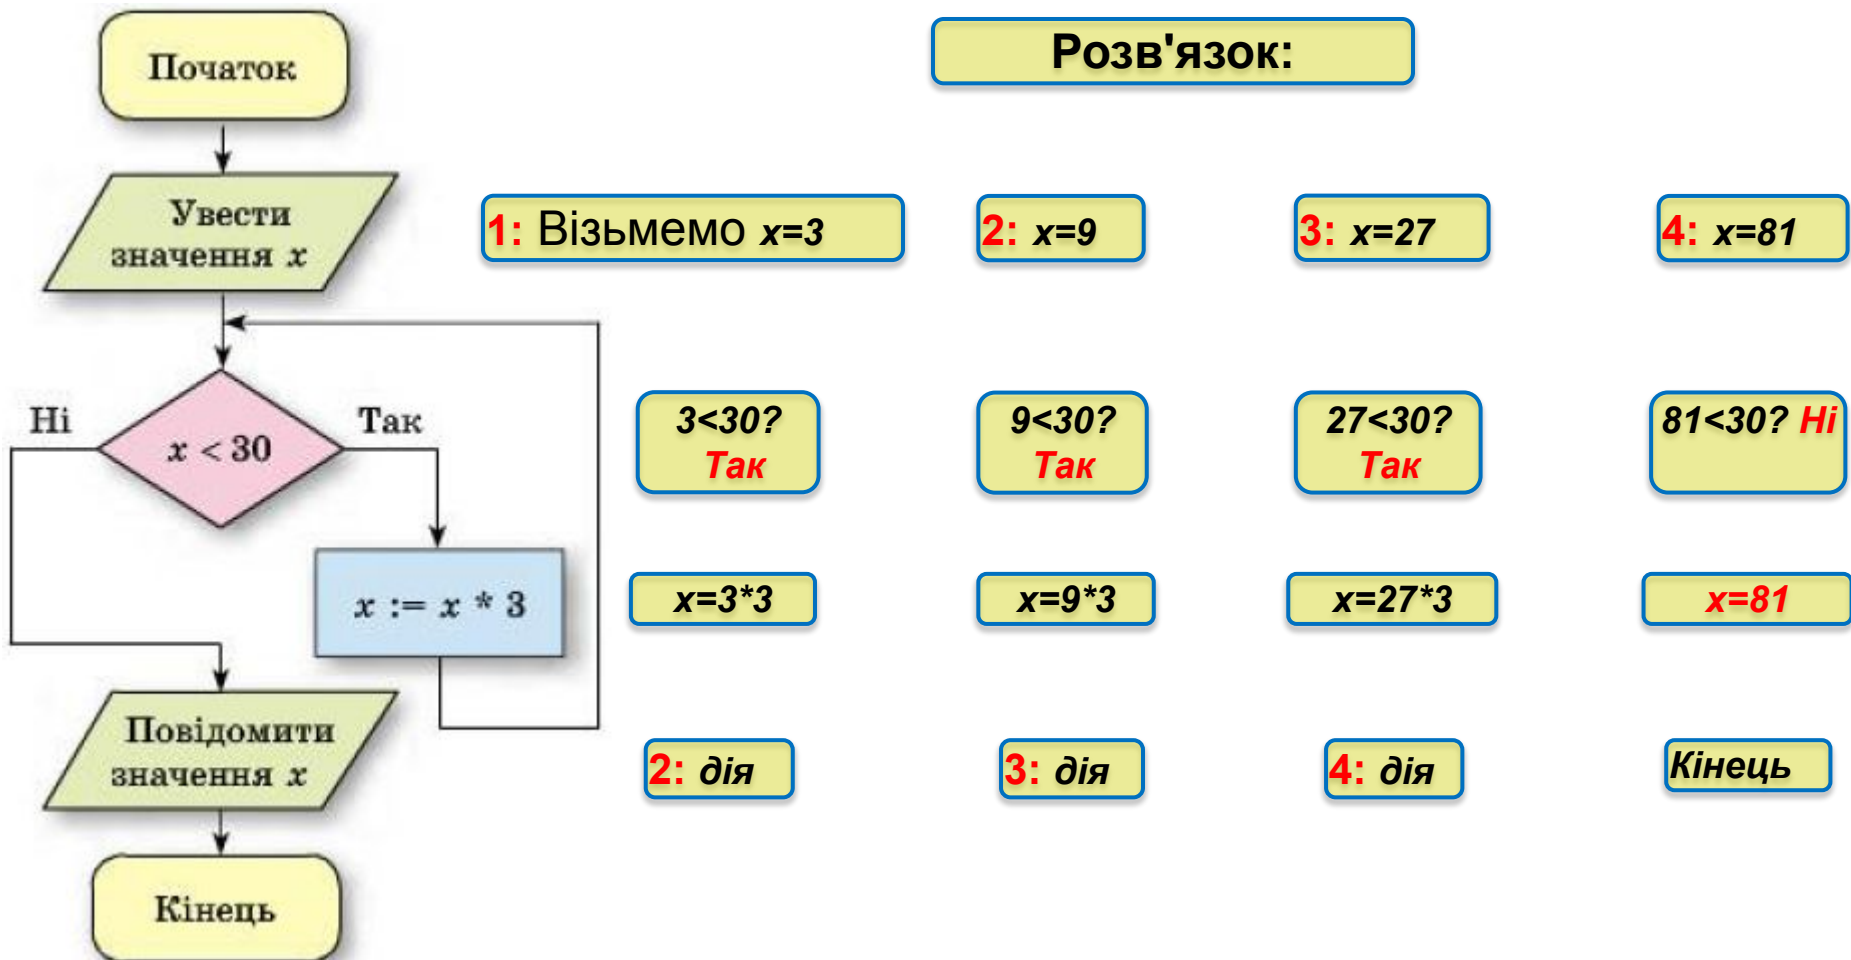 Початок
Увести
значення x
Ні
x < 30
Так
x := x * 3
Повідомити
значення x
Кінець
Розв'язок:
1: Візьмемо x=3
2: x=9
3: x=27
4: x=81
3<30?
Так
9<30?
Так
27<30?
Так
81<30? Ні
x=3*3
x=9*3
x=27*3
x=81
2: дія
3: дія
4: дія
Кінець